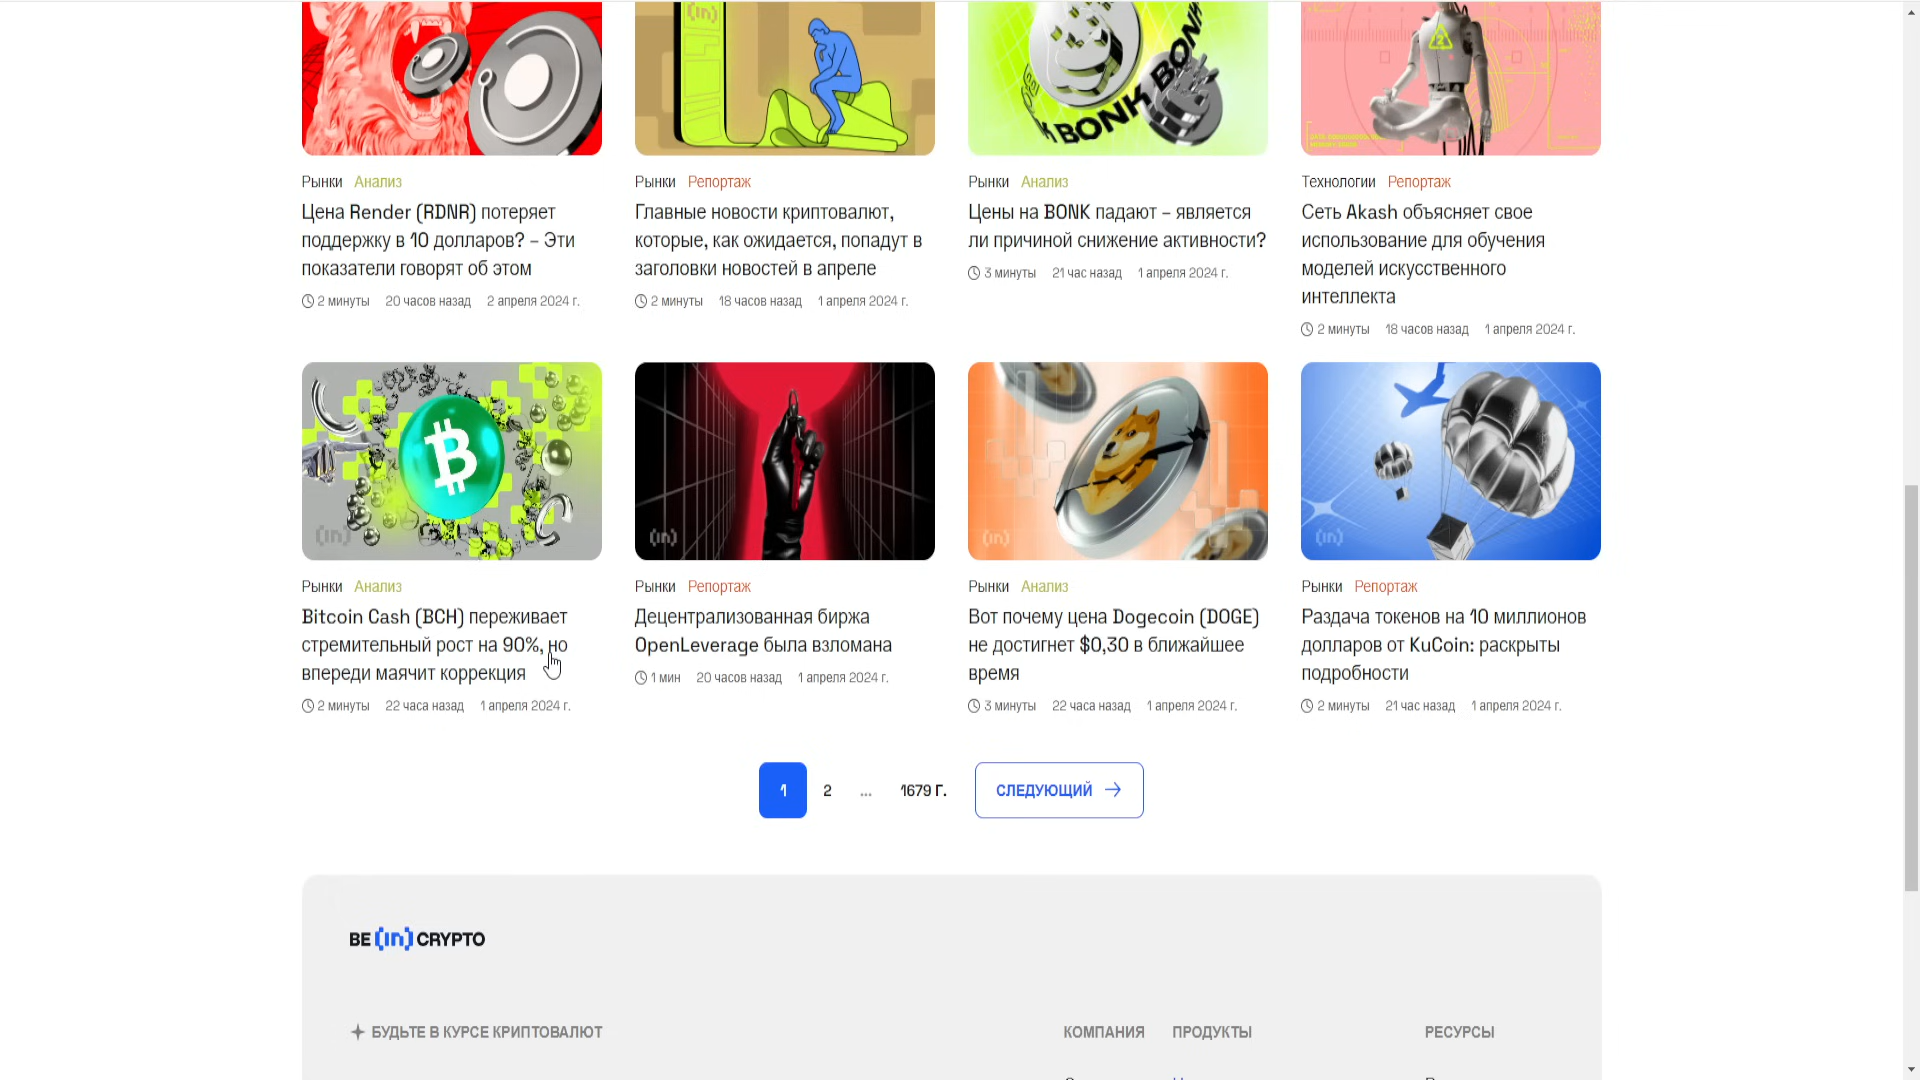 BONK BONK
Рынки Анализ
Цена Render (RDNR) потеряет
поддержку в 10 долларов? – Эти
показатели говорят об этом
2 минуты 20 часов назад 2 апреля 2024 г.
Рынки Репортаж
Главные новости криптовалют,
которые, как ожидается, попадут в
заголовки новостей в апреле
2 минуты 18 часов назад 1 апреля 2024 г.
Рынки Анализ
Цены на BONK падают – является
ли причиной снижение активности?
3 минуты 21 час назад 1 апреля 2024 г.
Технологии Репортаж
Сеть Akash объясняет свое
использование для обучения
моделей искусственного
интеллекта
2 минуты 18 часов назад 1 апреля 2024 г.
(in)
(in)
(in)
(in)
Рынки Анализ
Bitcoin Cash (BCH) переживает
стремительный рост на 90%, но
впереди маячит коррекция
2 минуты 22 часа назад 1 апреля 2024 г.
Рынки Репортаж
Децентрализованная биржа
OpenLeverage была взломана
1 мин 20 часов назад 1 апреля 2024 г.
Рынки Анализ
Вот почему цена Dogecoin (DOGE)
не достигнет $0,30 в ближайшее
время
3 минуты 22 часа назад 1 апреля 2024 г.
Рынки Репортаж
Раздача токенов на 10 миллионов
долларов от KuCoin: раскрыты
подробности
2 минуты 21 час назад 1 апреля 2024 г.
1 2 ... 1679 Г. СЛЕДУЮЩИЙ
BE [in] CRYPTO
БУДЬТЕ В КУРСЕ КРИПТОВАЛЮТ
КОМПАНИЯ ПРОДУКТЫ РЕСУРСЫ